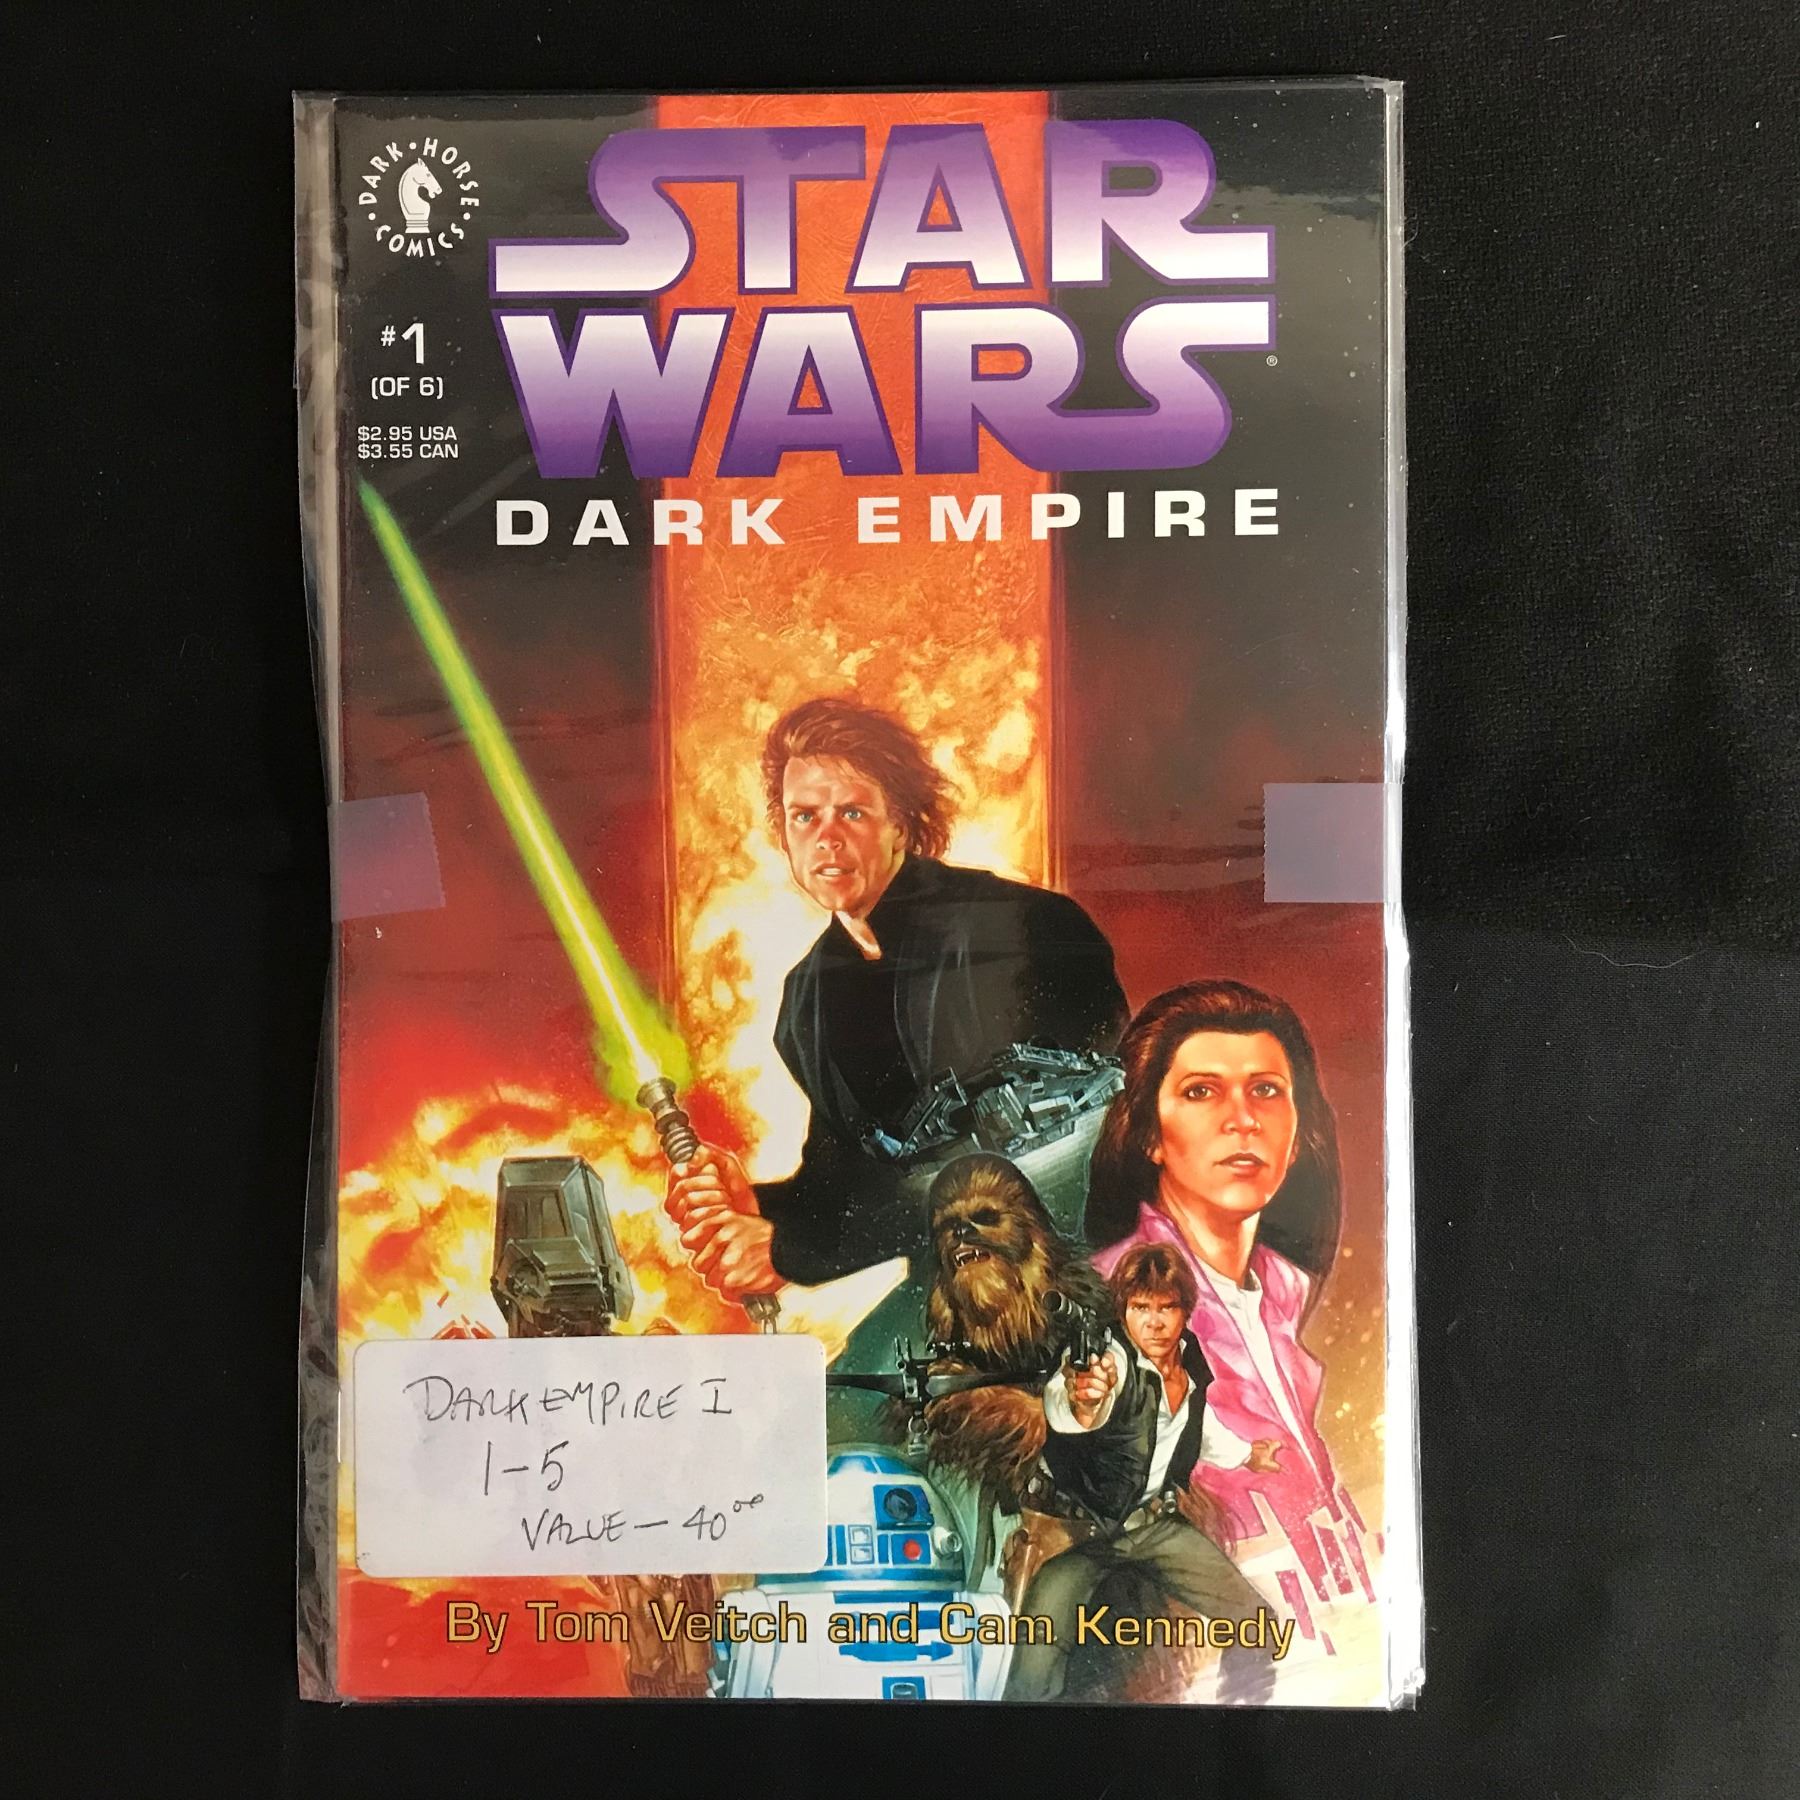 DARK • HORSE • COMICS •
STAR
WARS®
#1
(OF 6)
$2.95 USA
$3.55 CAN
DARK EMPIRE
DARK EMPIRE I
1-5
VALUE - 40⁰⁰
By Tom Veitch and Cam Kennedy